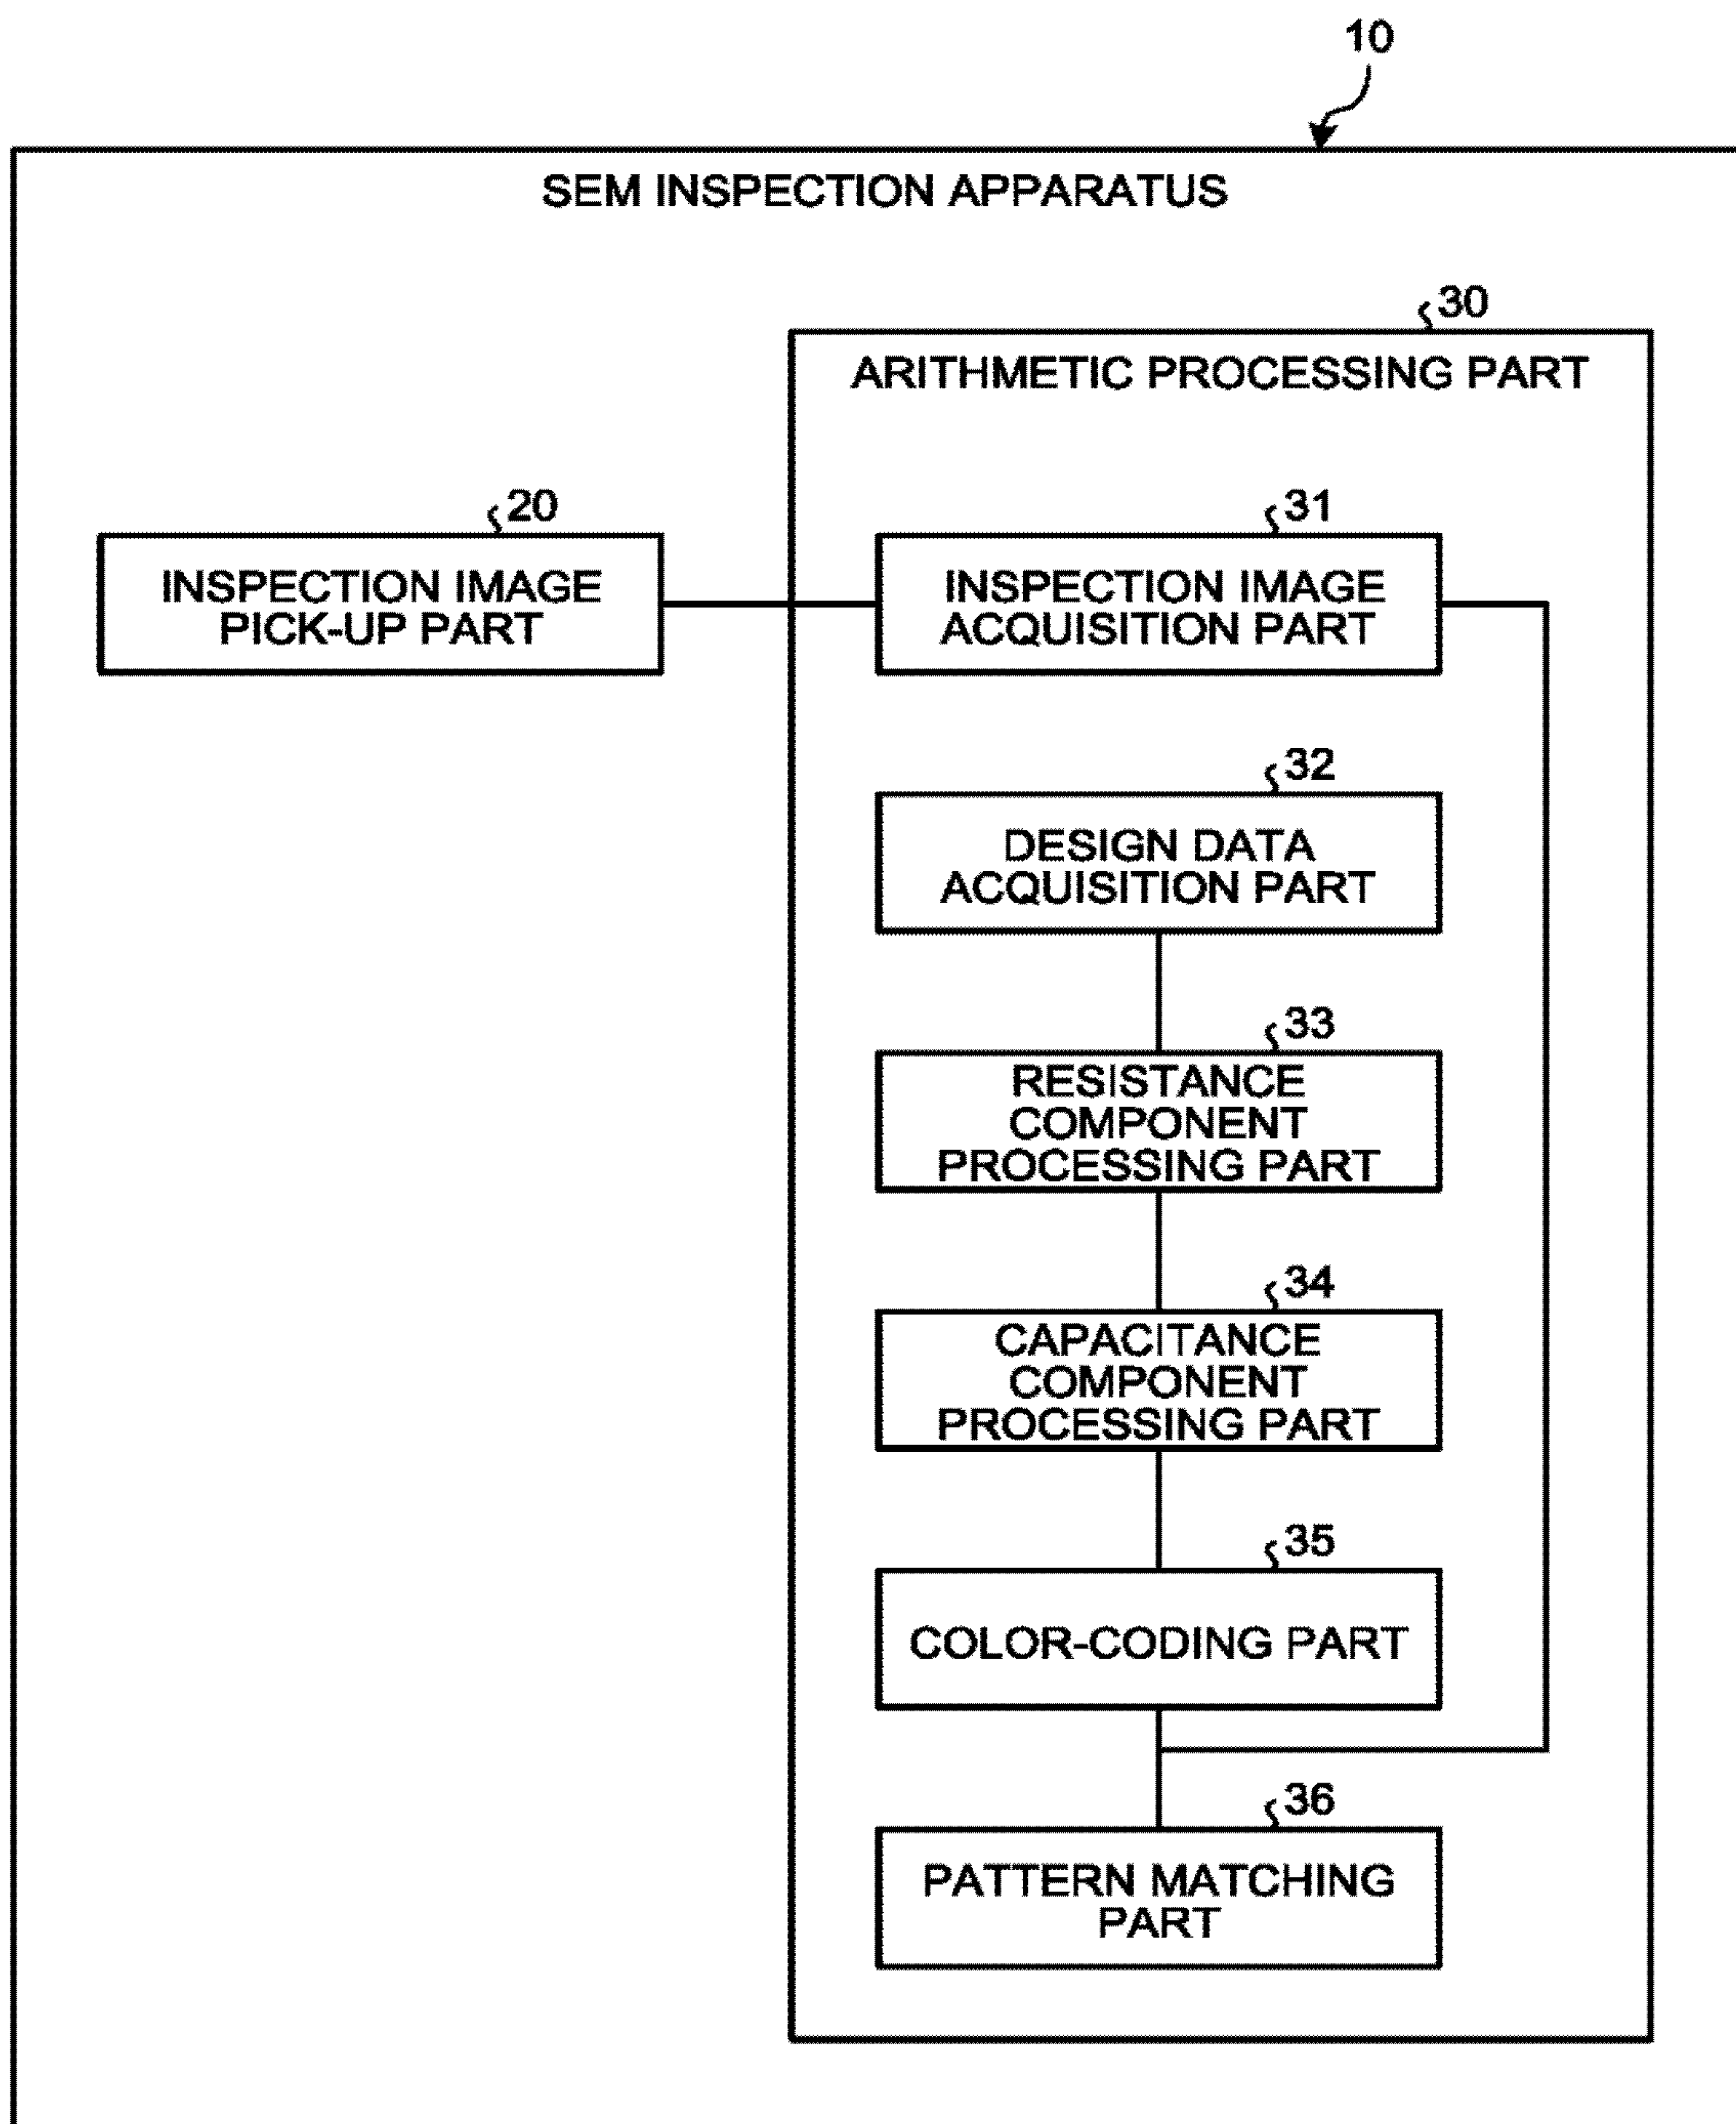 10
SEM INSPECTION APPARATUS
30
ARITHMETIC PROCESSING PART
20
INSPECTION IMAGE
PICK-UP PART
31
INSPECTION IMAGE
ACQUISITION PART
32
DESIGN DATA
ACQUISITION PART
33
RESISTANCE
COMPONENT
PROCESSING PART
34
CAPACITANCE
COMPONENT
PROCESSING PART
35
COLOR-CODING PART
36
PATTERN MATCHING
PART